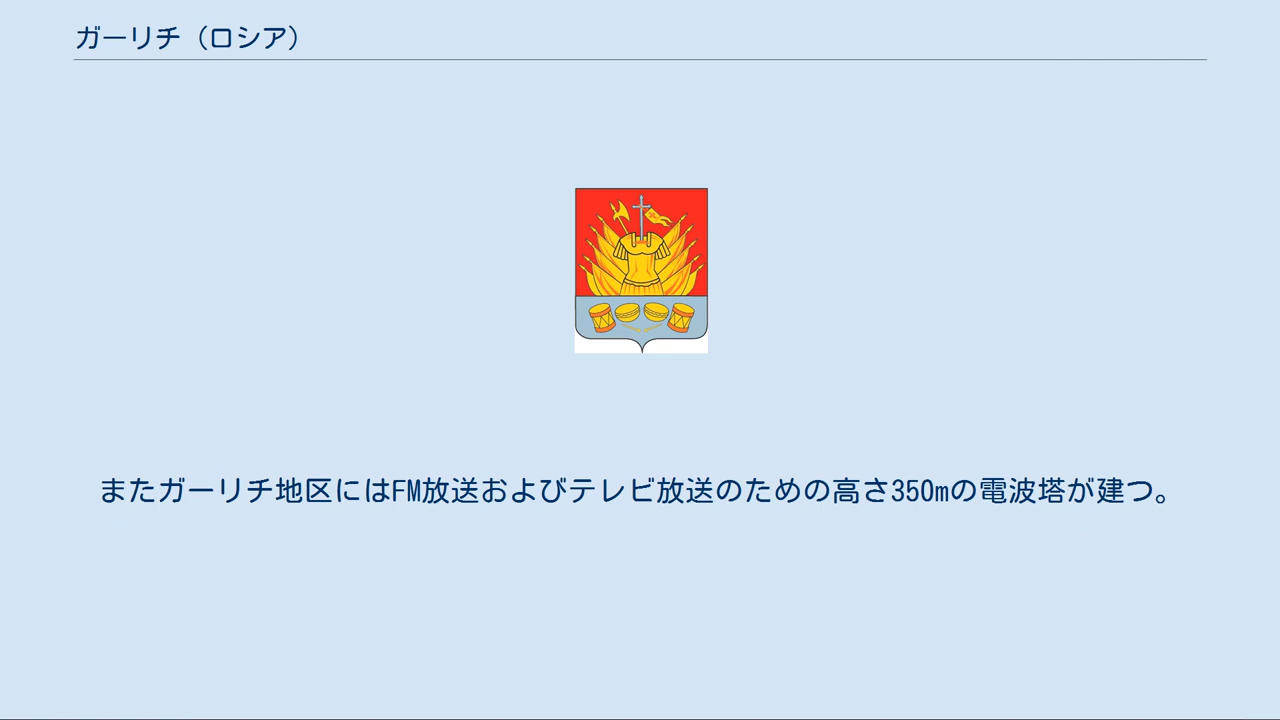 ガーリチ（ロシア）
またガーリチ地区にはFM放送およびテレビ放送のための高さ350mの電波塔が建つ。